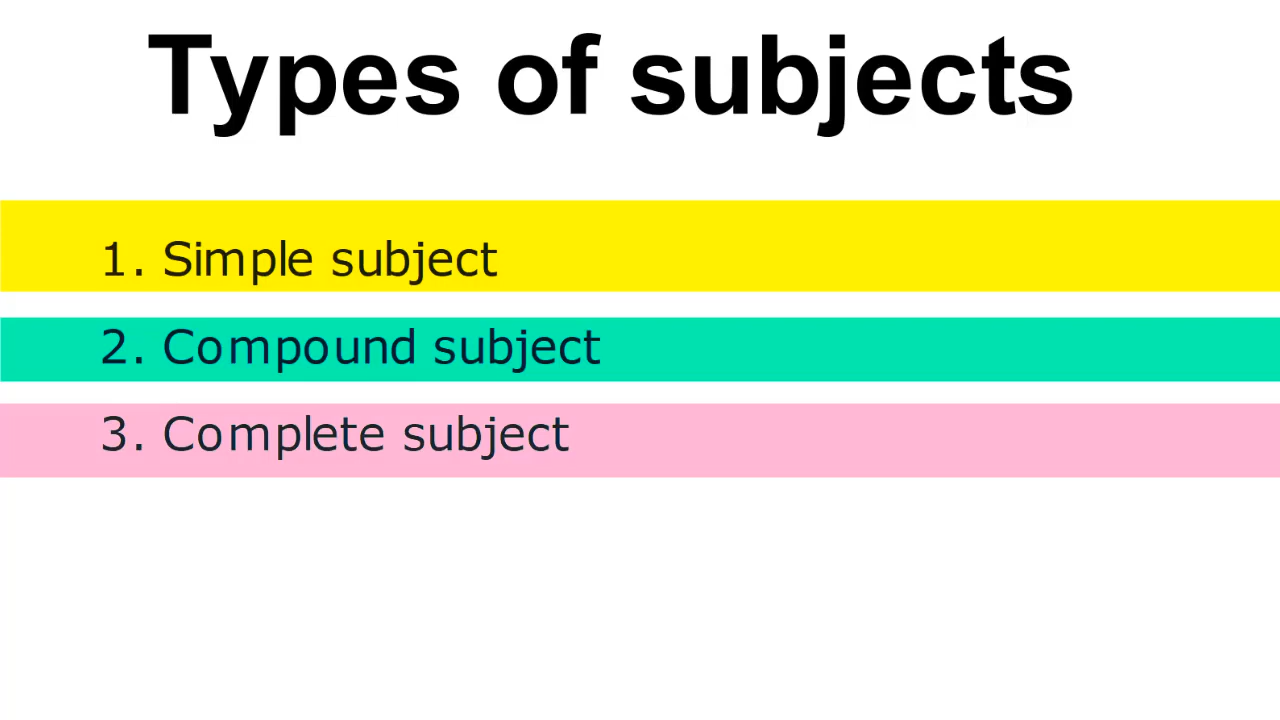 Types of subjects
1. Simple subject
2. Compound subject
3. Complete subject